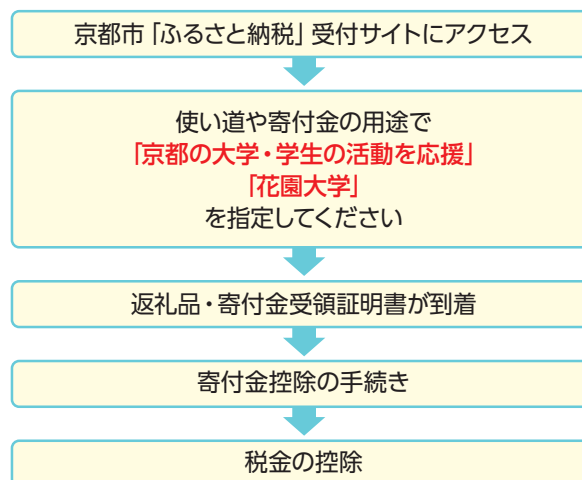 京都市「ふるさと納税」受付サイトにアクセス
使い道や寄付金の用途で
「京都の大学・学生の活動を応援」
「花園大学」
を指定してください
返礼品・寄付金受領証明書が到着
寄付金控除の手続き
税金の控除